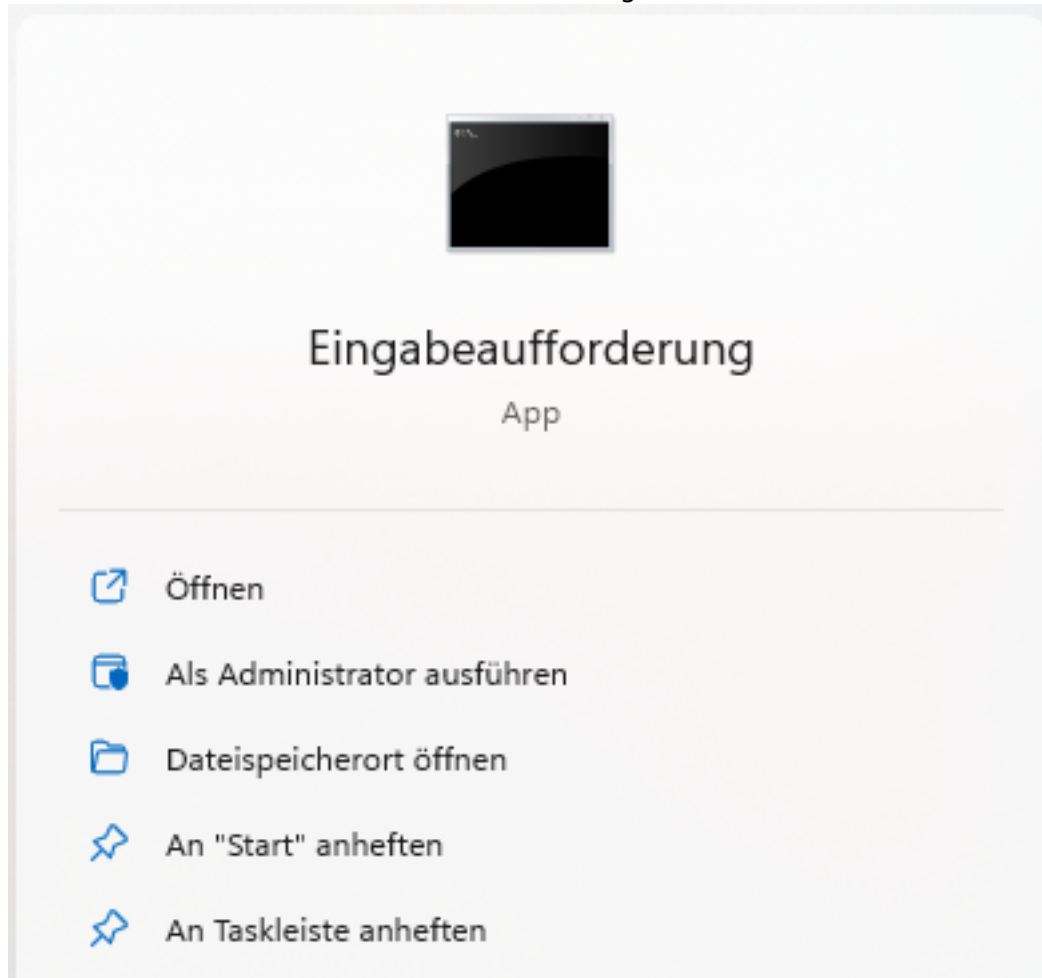 Eingabeaufforderung
App
Öffnen
Als Administrator ausführen
Dateispeicherort öffnen
An "Start" anheften
An Taskleiste anheften